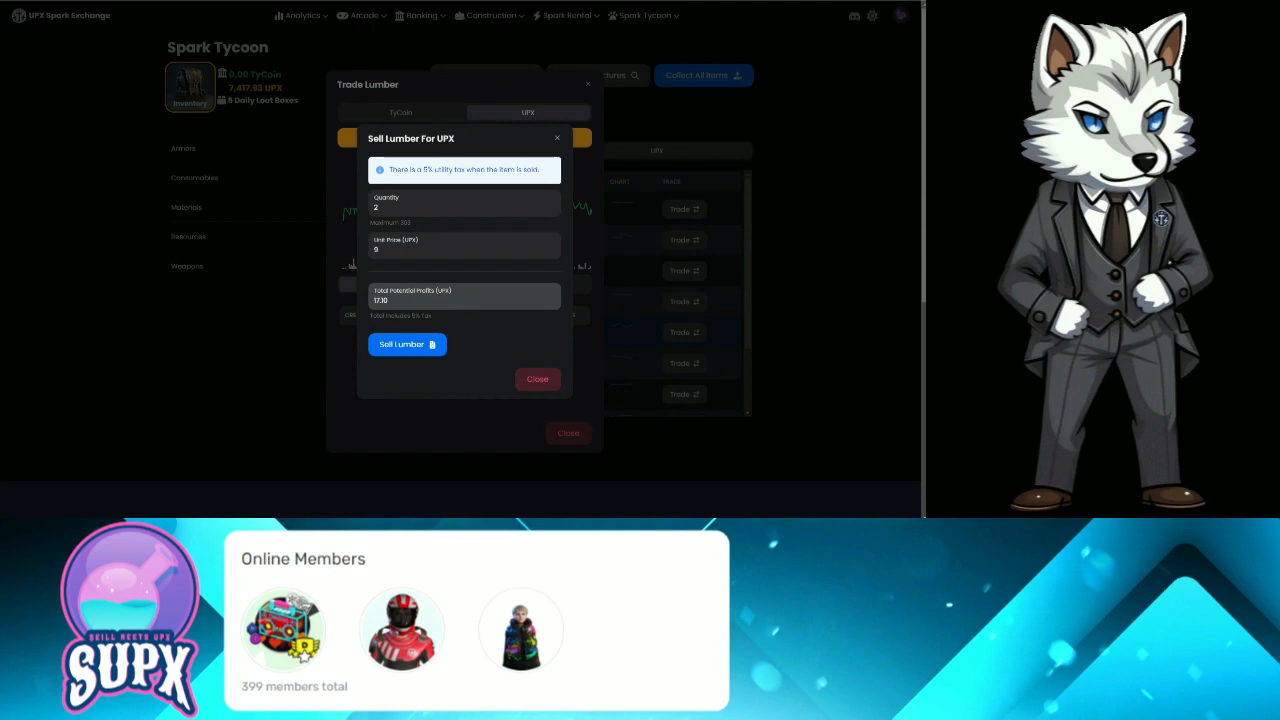 UPX Spark Exchange
Analytics
Arcade
Banking
Construction
Spark Rental
Spark Tycoon
Spark Tycoon
0.00 TyCoin
7,417.93 UPX
5 Daily Loot Boxes
Inventory
Armors
Consumables
Materials
Resources
Weapons
Trade Lumber
TyCoin
UPX
Sell Lumber For UPX
There is a 5% utility tax when the item is sold.
Quantity
2
Maximum 303
Unit Price (UPX)
9
Total Potential Profits (UPX)
17.10
Total includes 5% Tax
Sell Lumber
Close
Close
Collect All Items
UPX
CHART
TRADE
Trade
Trade
Trade
Trade
Trade
Trade
Trade
SKILL MEETS UPX
SUPX
Online Members
399 members total